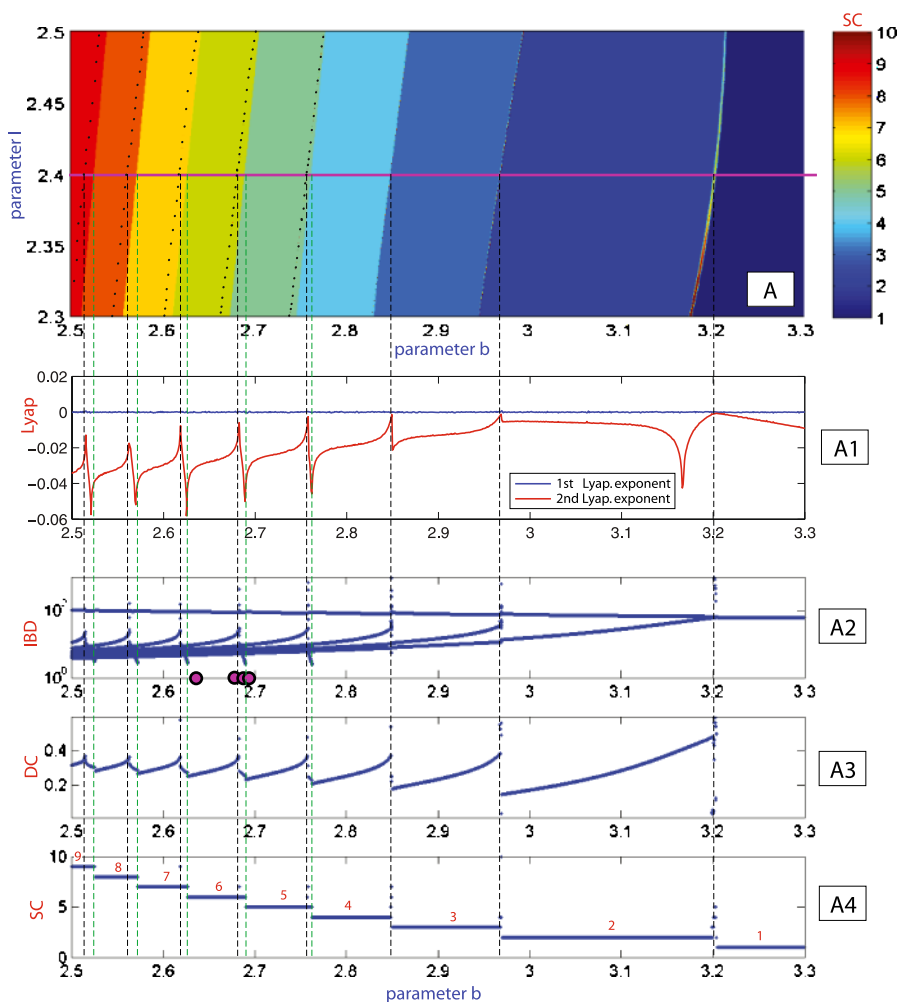 SC
2.5
2.45
2.4
2.35
2.3
parameter l
A
10
9
8
7
6
5
4
3
2
1
2.5 2.6 2.7 2.8 2.9 3 3.1 3.2 3.3
parameter b
0.02
0
-0.02
-0.04
-0.06
Lyap
1st Lyap. exponent
2nd Lyap. exponent
A1
2.5 2.6 2.7 2.8 2.9 3 3.1 3.2 3.3
IBD
10⁰
A2
2.5 2.6 2.7 2.8 2.9 3 3.1 3.2 3.3
0.4
0.2
DC
A3
2.5 2.6 2.7 2.8 2.9 3 3.1 3.2 3.3
10
5
0
SC
9 8 7 6 5 4 3 2 1
A4
2.5 2.6 2.7 2.8 2.9 3 3.1 3.2 3.3
parameter b